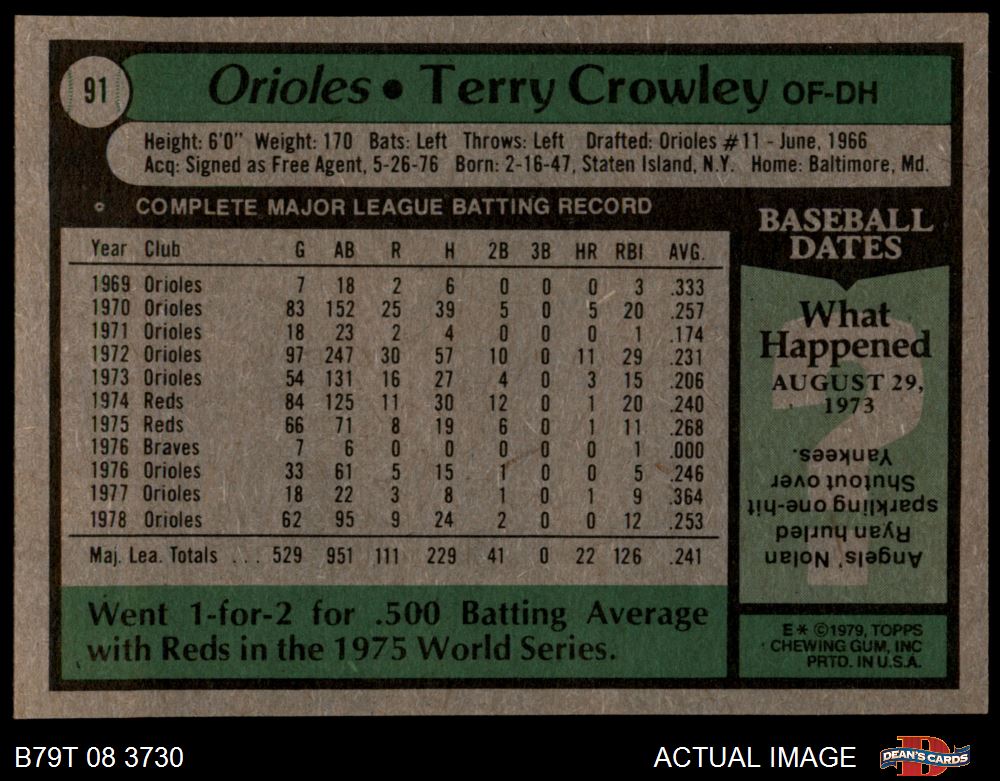 91
Orioles • Terry Crowley OF-DH
Height: 6'0" Weight: 170 Bats: Left Throws: Left Drafted: Orioles #11 - June, 1966
Acq: Signed as Free Agent, 5-26-76 Born: 2-16-47, Staten Island, N.Y. Home: Baltimore, Md.
COMPLETE MAJOR LEAGUE BATTING RECORD
Year Club G AB R H 2B 3B HR RBI AVG.
1969 Orioles 7 18 2 6 0 0 0 3 .333
1970 Orioles 83 152 25 39 5 0 5 20 .257
1971 Orioles 18 23 2 4 0 0 0 1 .174
1972 Orioles 97 247 30 57 10 0 11 29 .231
1973 Orioles 54 131 16 27 4 0 3 15 .206
1974 Reds 84 125 11 30 12 0 1 20 .240
1975 Reds 66 71 8 19 6 0 1 11 .268
1976 Braves 7 6 0 0 0 0 0 1 .000
1976 Orioles 33 61 5 15 1 0 0 5 .246
1977 Orioles 18 22 3 8 1 0 1 9 .364
1978 Orioles 62 95 9 24 2 0 0 12 .253
Maj. Lea. Totals . . . 529 951 111 229 41 0 22 126 .241
Went 1-for-2 for .500 Batting Average
with Reds in the 1975 World Series.
BASEBALL
DATES
What
Happened
AUGUST 29,
1973
Angels' Nolan
Ryan hurled
sparkling one-hit
Shutout over
Yankees.
E* ©1979, TOPPS
CHEWING GUM, INC
PRTD. IN U.S.A.
B79T 08 3730
ACTUAL IMAGE
DEAN'S CARDS